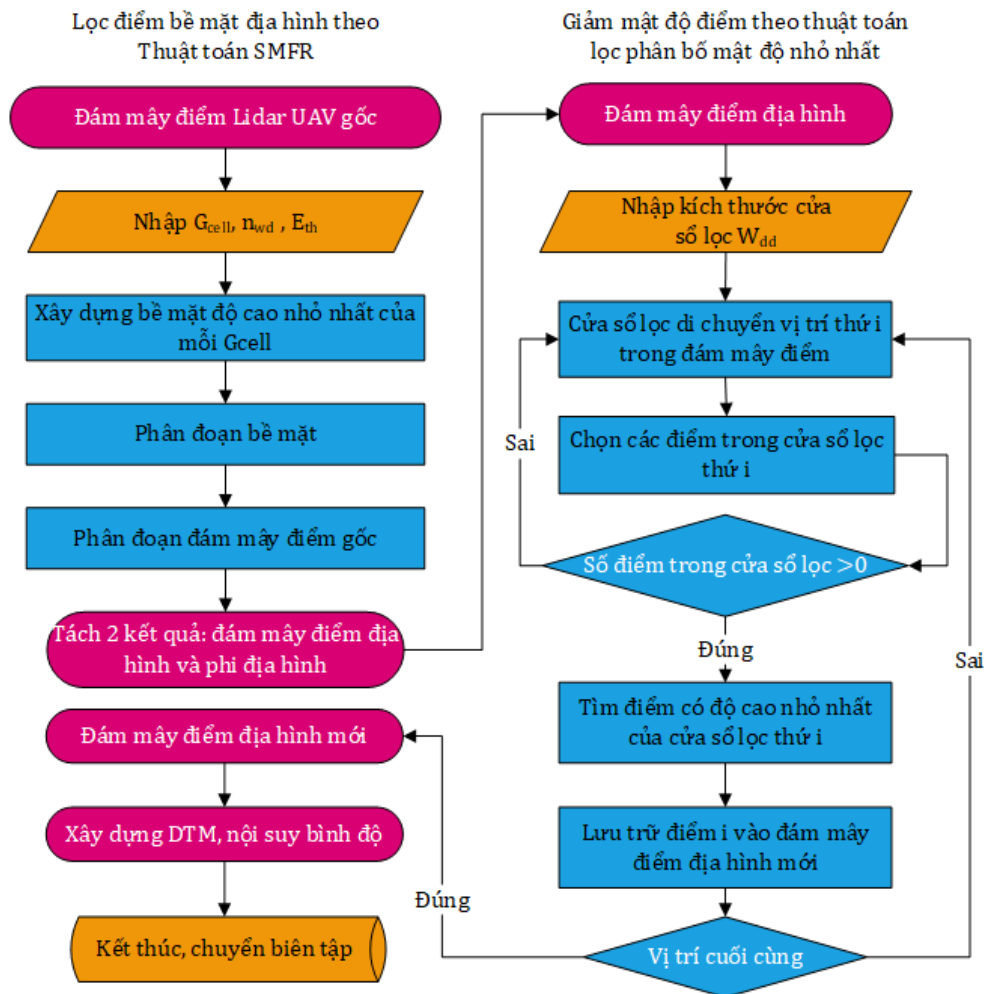 Lọc điểm bề mặt địa hình theo
Thuật toán SMFR
Đám mây điểm Lidar UAV gốc
Nhập Gcell, nwd , Eth
Xây dựng bề mặt độ cao nhỏ nhất của
mỗi Gcell
Phân đoạn bề mặt
Phân đoạn đám mây điểm gốc
Tách 2 kết quả: đám mây điểm địa
hình và phi địa hình
Đám mây điểm địa hình mới
Xây dựng DTM, nội suy bình độ
Kết thúc, chuyển biên tập
Giảm mật độ điểm theo thuật toán
lọc phân bố mật độ nhỏ nhất
Đám mây điểm địa hình
Nhập kích thước cửa
sổ lọc Wdd
Cửa sổ lọc di chuyển vị trí thứ i
trong đám mây điểm
Sai
Chọn các điểm trong cửa sổ lọc
thứ i
Số điểm trong cửa sổ lọc >0
Đúng
Sai
Tìm điểm có độ cao nhỏ nhất
của cửa sổ lọc thứ i
Lưu trữ điểm i vào đám mây
điểm địa hình mới
Đúng
Vị trí cuối cùng